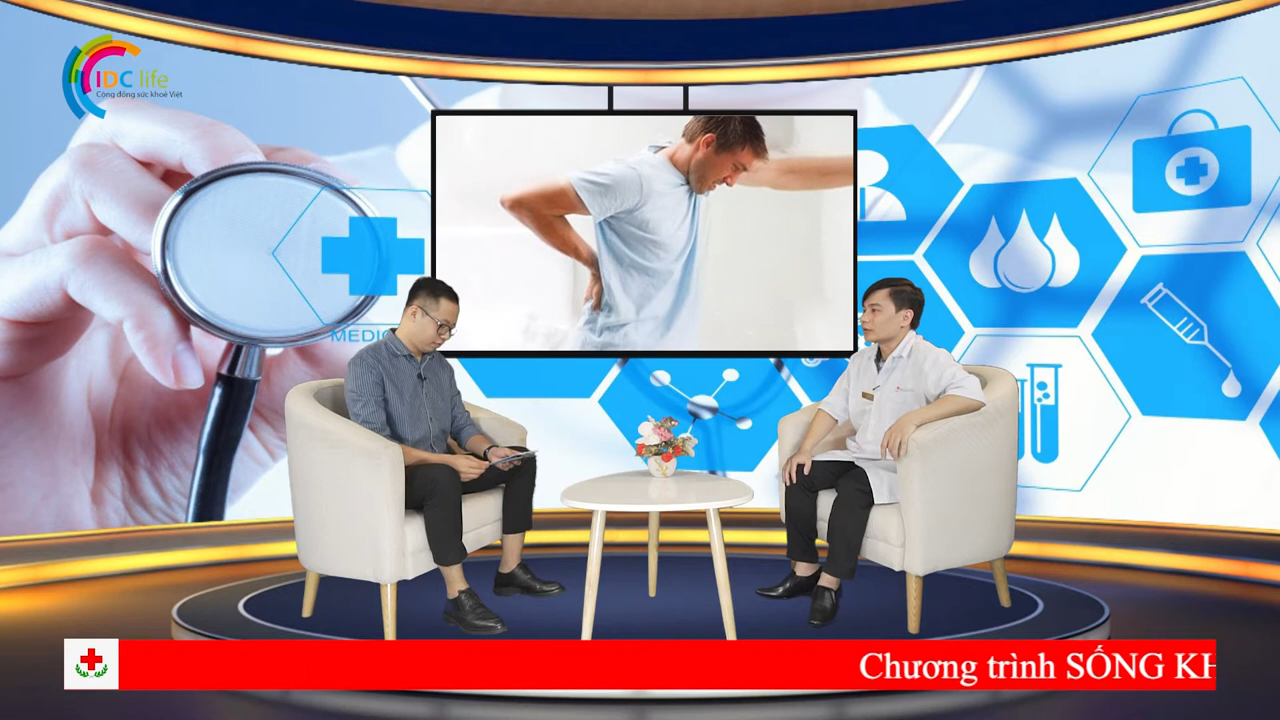 IDC life
Cộng đồng sức khoẻ Việt
MEDIC
Chương trình SỐNG KH